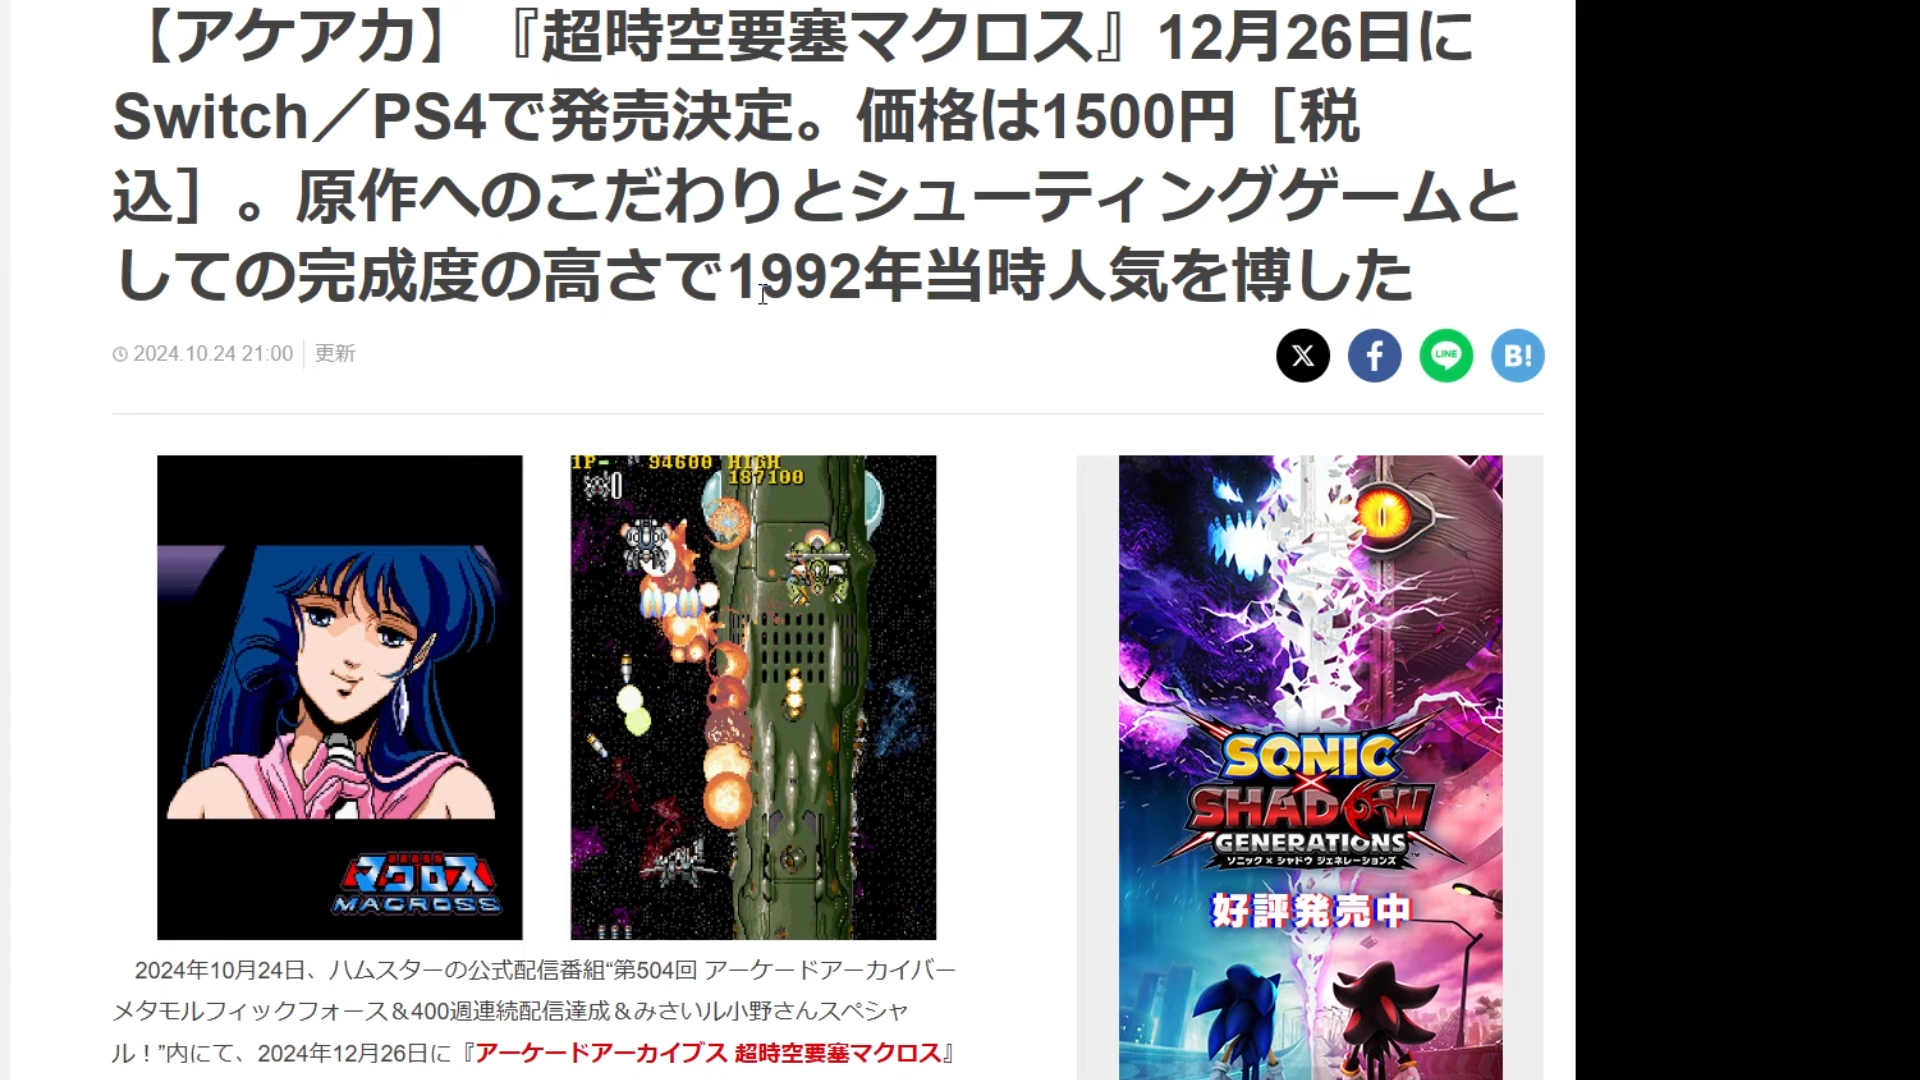 【アケアカ】『超時空要塞マクロス』12月26日に
Switch／PS4で発売決定。価格は1500円［税
込］。原作へのこだわりとシューティングゲームと
しての完成度の高さで1992年当時人気を博した
2024.10.24 21:00 更新
X
f
LINE
B!
1P- 94600 HIGH
187100
0
マクロス
MACROSS
SONIC
X
SHADOW
GENERATIONS
ソニック × シャドウ ジェネレーションズ
好評発売中
2024年10月24日、ハムスターの公式配信番組“第504回 アーケードアーカイバー
メタモルフィックフォース＆400週連続配信達成＆みさいル小野さんスペシャ
ル！”内にて、2024年12月26日に『アーケードアーカイブス 超時空要塞マクロス』